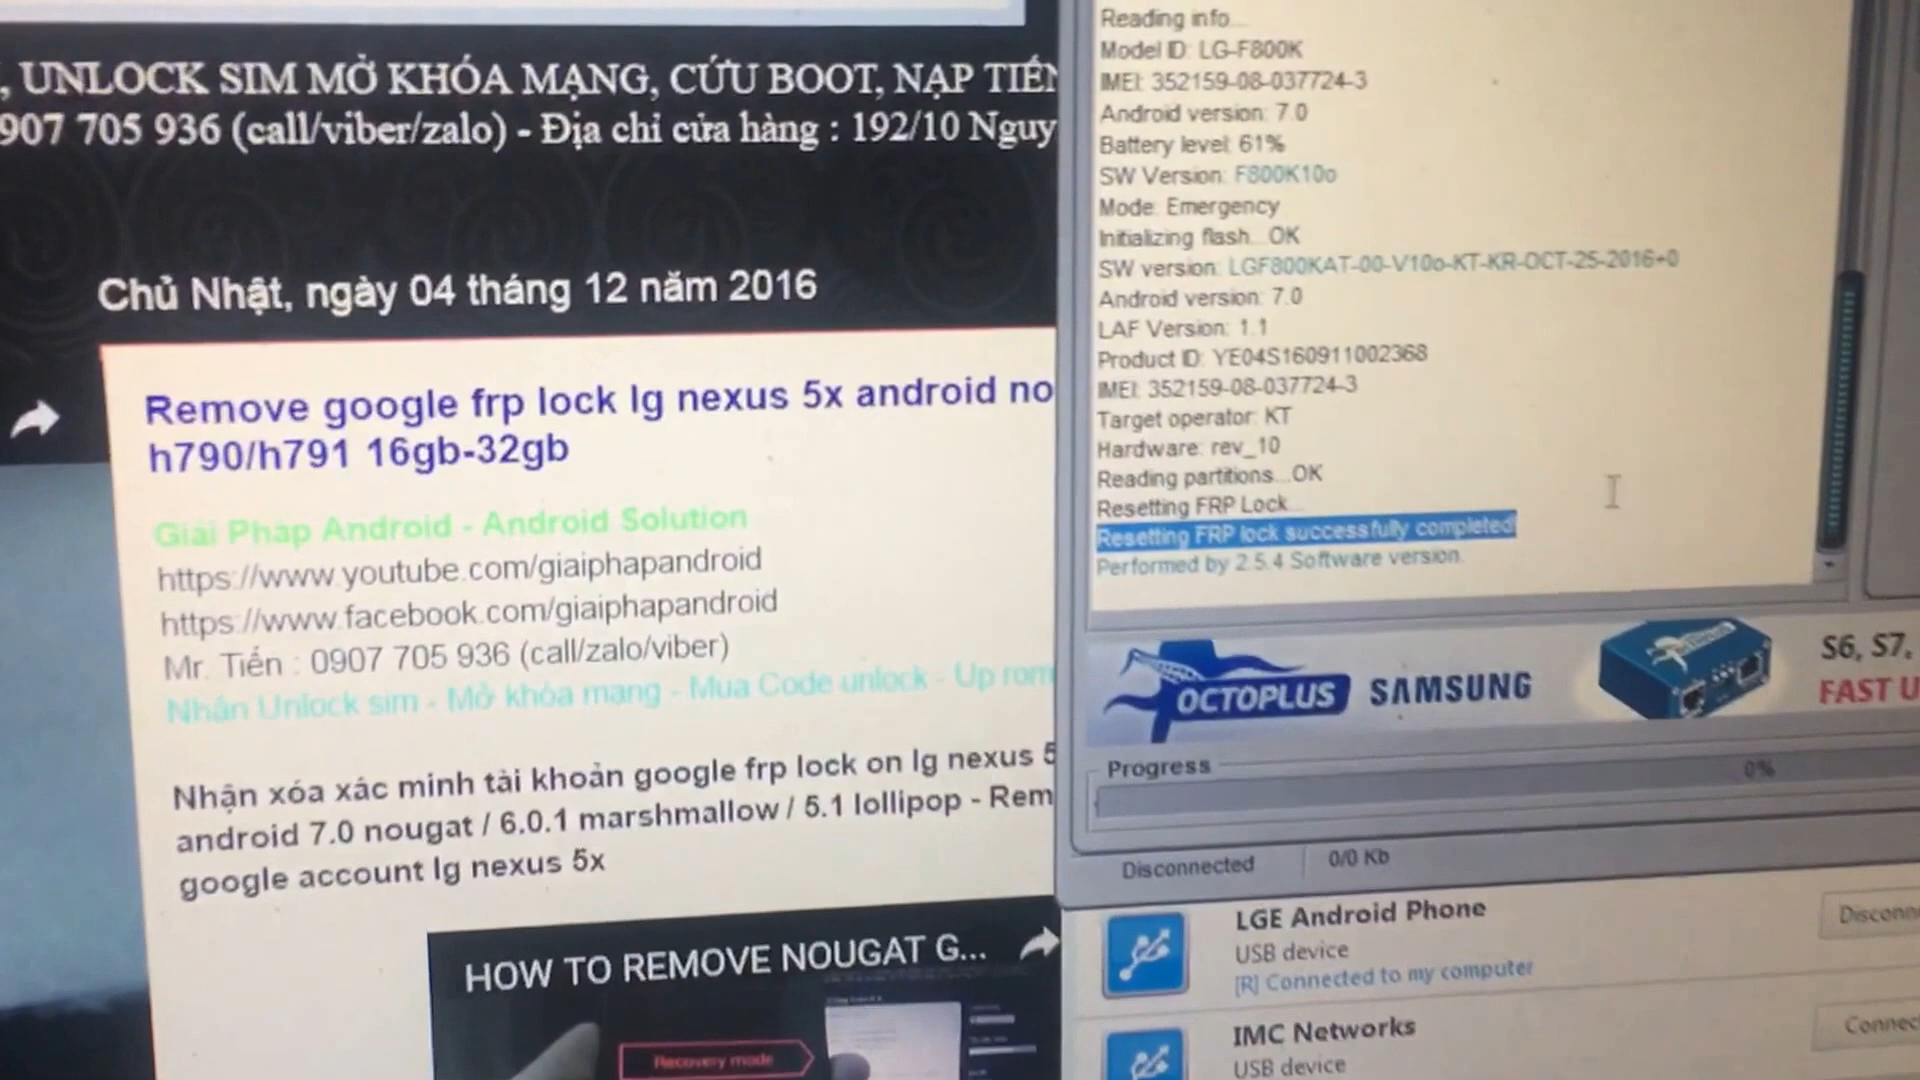 , UNLOCK SIM MỞ KHÓA MẠNG, CỨU BOOT, NẠP TIẾN
907 705 936 (call/viber/zalo) - Địa chỉ cửa hàng : 192/10 Nguy
Chủ Nhật, ngày 04 tháng 12 năm 2016
Remove google frp lock lg nexus 5x android no
h790/h791 16gb-32gb
Giải Pháp Android - Android Solution
https://www.youtube.com/giaiphapandroid
https://www.facebook.com/giaiphapandroid
Mr. Tiến : 0907 705 936 (call/zalo/viber)
Nhận Unlock sim - Mở khóa mạng - Mua Code unlock - Up rom
Nhận xóa xác minh tài khoản google frp lock on lg nexus 5
android 7.0 nougat / 6.0.1 marshmallow / 5.1 lollipop - Rem
google account lg nexus 5x
HOW TO REMOVE NOUGAT G...
Recovery mode
Reading info...
Model ID: LG-F800K
IMEI: 352159-08-037724-3
Android version: 7.0
Battery level: 61%
SW Version: F800K10o
Mode: Emergency
Initializing flash...OK
SW version: LGF800KAT-00-V10o-KT-KR-OCT-25-2016+0
Android version: 7.0
LAF Version: 1.1
Product ID: YE04S160911002368
IMEI: 352159-08-037724-3
Target operator: KT
Hardware: rev_10
Reading partitions...OK
Resetting FRP Lock...
Resetting FRP lock successfully completed!
Performed by 2.5.4 Software version.
OCTOPLUS SAMSUNG
S6, S7,
FAST U
Progress
0%
Disconnected 0/0 Kb
LGE Android Phone
USB device
[R] Connected to my computer
Disconn
IMC Networks
USB device
Connec